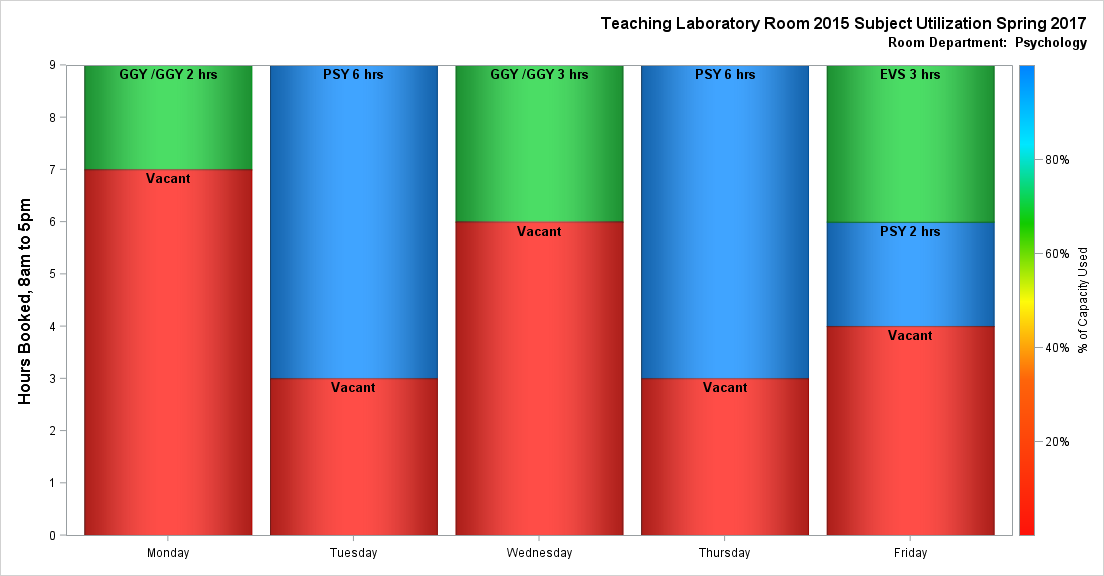 Teaching Laboratory Room 2015 Subject Utilization Spring 2017
Room Department:  Psychology
Hours Booked, 8am to 5pm
9
8
7
6
5
4
3
2
1
0
GGY /GGY 2 hrs
Vacant
PSY 6 hrs
Vacant
GGY /GGY 3 hrs
Vacant
PSY 6 hrs
Vacant
EVS 3 hrs
PSY 2 hrs
Vacant
Monday
Tuesday
Wednesday
Thursday
Friday
80%
60%
40%
20%
% of Capacity Used